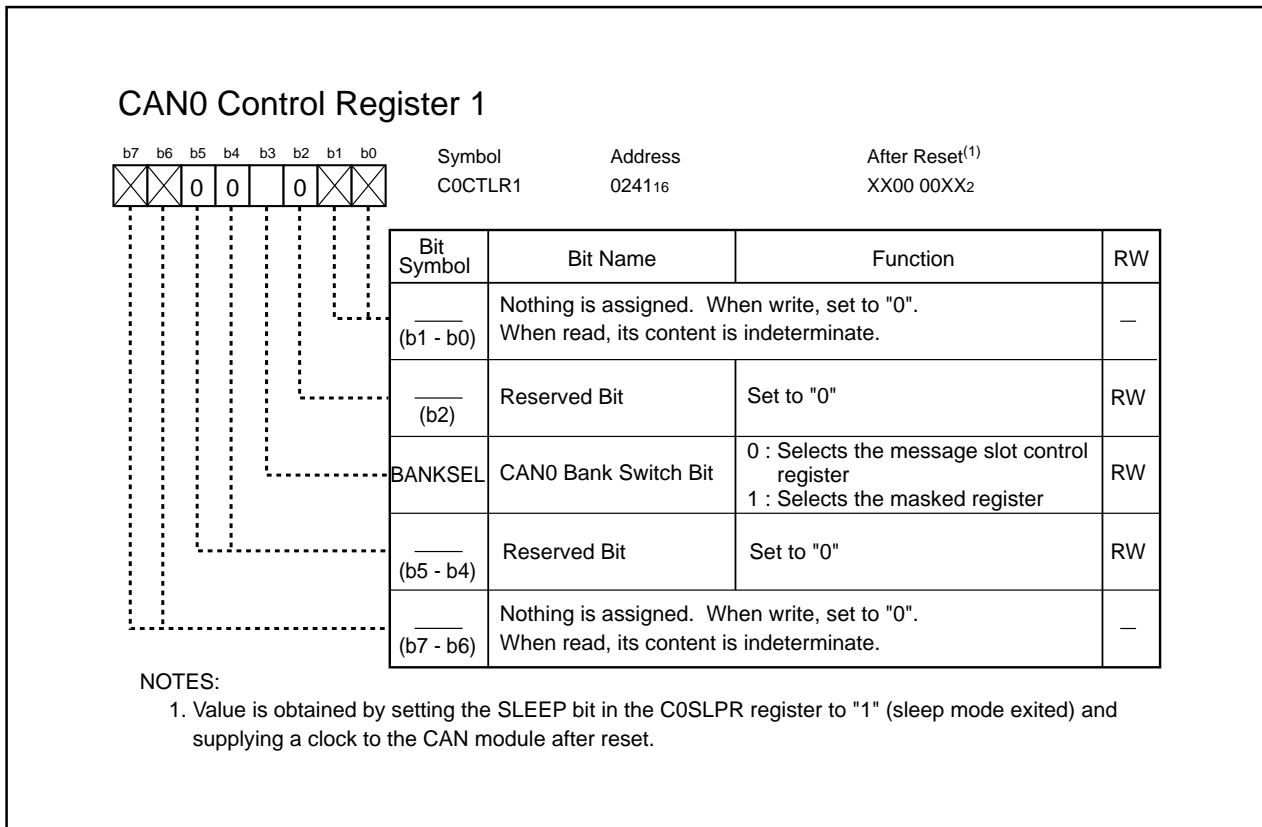 CAN0 Control Register 1
b7 b6 b5 b4 b3 b2 b1 b0
0 0 0
Symbol Address After Reset(1)
C0CTLR1 024116 XX00 00XX2
Bit Symbol Bit Name Function RW
(b1 - b0) Nothing is assigned. When write, set to "0". —
When read, its content is indeterminate.
(b2) Reserved Bit Set to "0" RW
BANKSEL CAN0 Bank Switch Bit 0 : Selects the message slot control RW
register
1 : Selects the masked register
(b5 - b4) Reserved Bit Set to "0" RW
(b7 - b6) Nothing is assigned. When write, set to "0". —
When read, its content is indeterminate.
NOTES:
1. Value is obtained by setting the SLEEP bit in the C0SLPR register to "1" (sleep mode exited) and
supplying a clock to the CAN module after reset.